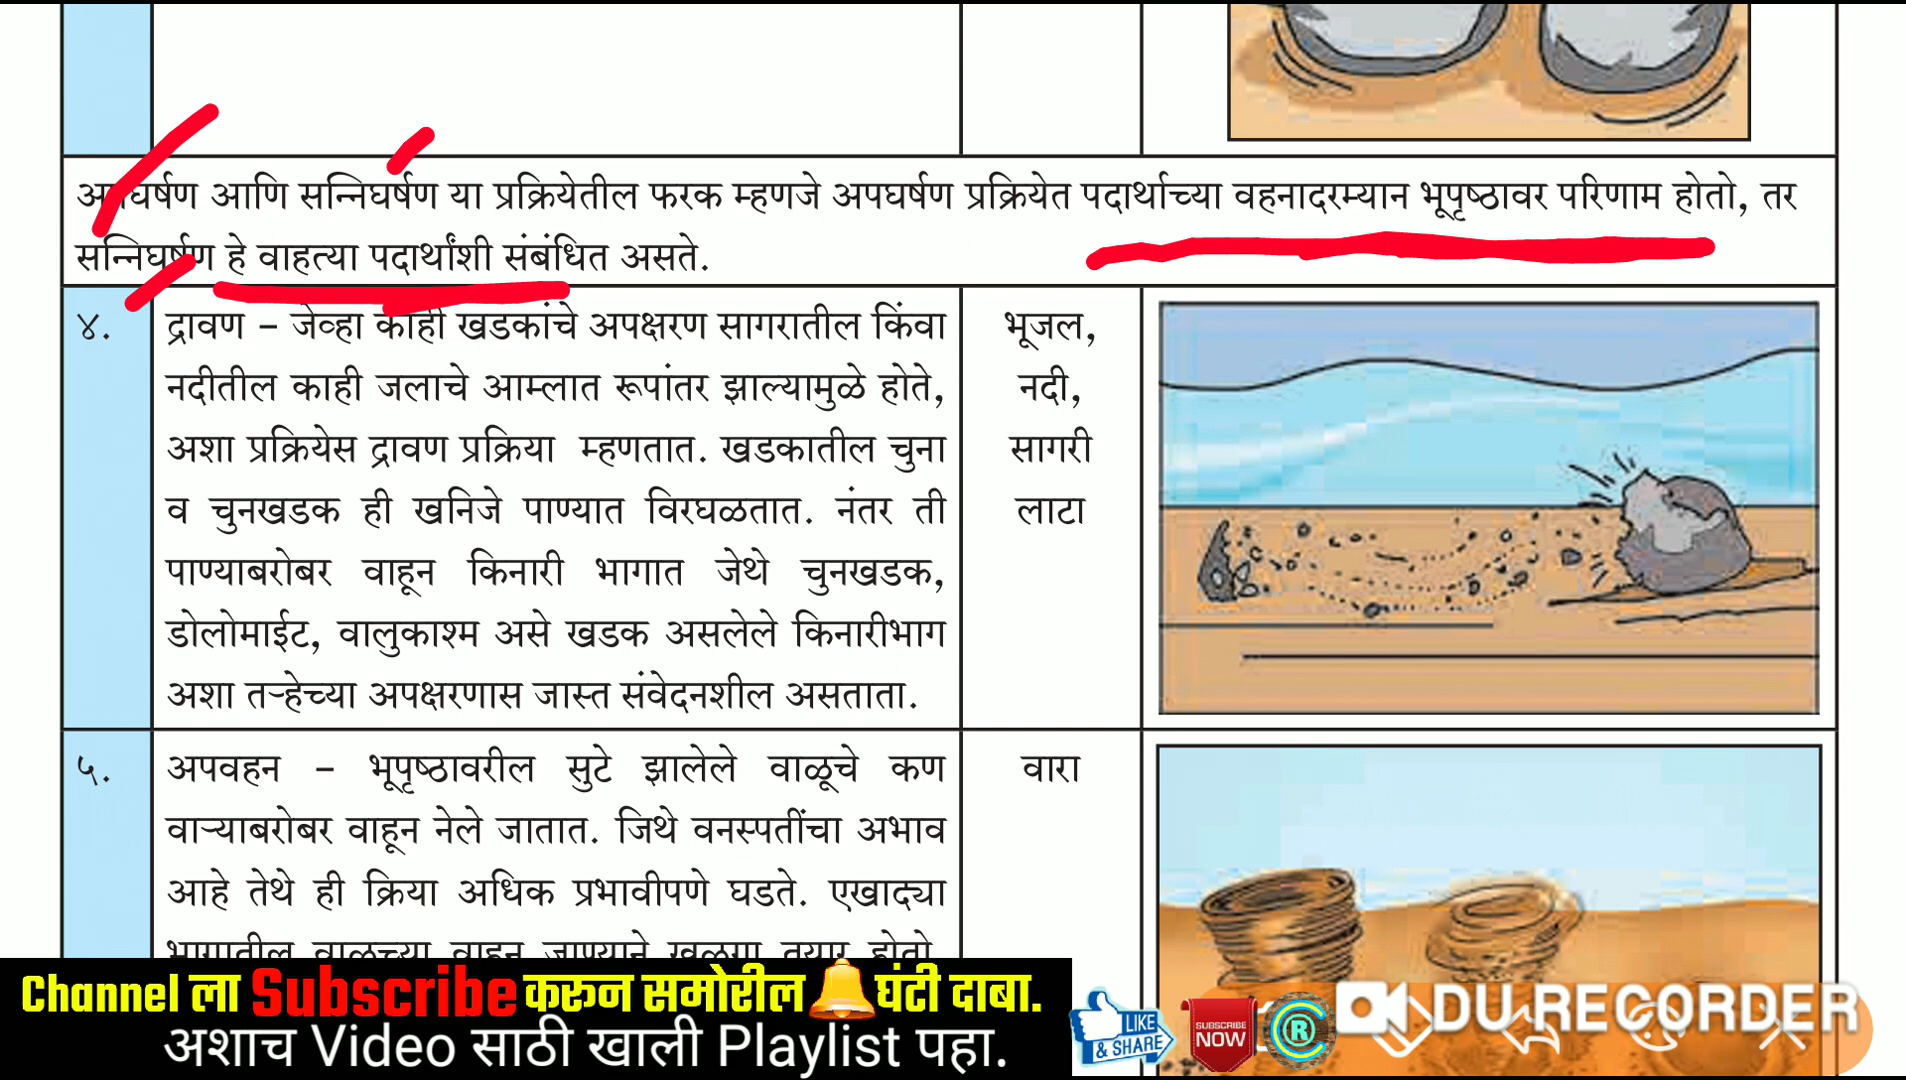 अपघर्षण आणि सन्निघर्षण या प्रक्रियेतील फरक म्हणजे अपघर्षण प्रक्रियेत पदार्थाच्या वहनादरम्यान भूपृष्ठावर परिणाम होतो, तर
सन्निघर्षण हे वाहत्या पदार्थांशी संबंधित असते.
४.
द्रावण – जेव्हा काही खडकांचे अपक्षरण सागरातील किंवा
नदीतील काही जलाचे आम्लात रूपांतर झाल्यामुळे होते,
अशा प्रक्रियेस द्रावण प्रक्रिया म्हणतात. खडकातील चुना
व चुनखडक ही खनिजे पाण्यात विरघळतात. नंतर ती
पाण्याबरोबर वाहून किनारी भागात जेथे चुनखडक,
डोलोमाईट, वालुकाश्म असे खडक असलेले किनारीभाग
अशा तऱ्हेच्या अपक्षरणास जास्त संवेदनशील असतात.
भूजल,
नदी,
सागरी
लाटा
५.
अपवहन – भूपृष्ठावरील सुटे झालेले वाळूचे कण
वाऱ्याबरोबर वाहून नेले जातात. जिथे वनस्पतींचा अभाव
आहे तेथे ही क्रिया अधिक प्रभावीपणे घडते. एखाद्या
भागातील वाळूच्या वाहून जाण्याने खळगा तयार होतो.
वारा
Channel ला Subscribe करून समोरील घंटी दाबा.
अशाच Video साठी खाली Playlist पहा.
LIKE
& SHARE
SUBSCRIBE
NOW
R
DU RECORDER